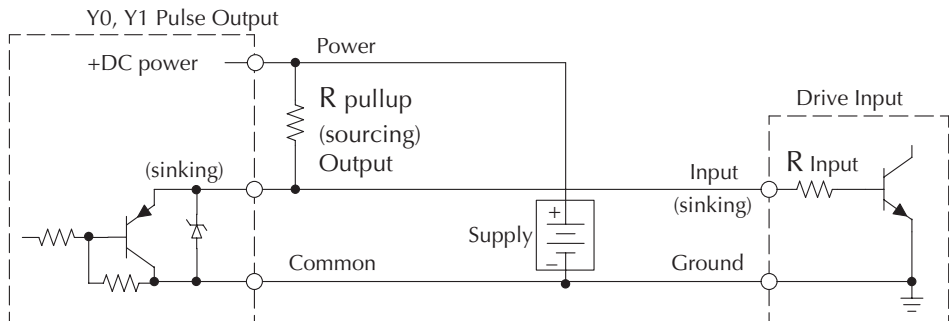 Y0, Y1 Pulse Output
+DC power
Power
R pullup
(sourcing)
Output
Drive Input
(sinking)
Input
(sinking)
R Input
+
Supply
–
Common
Ground